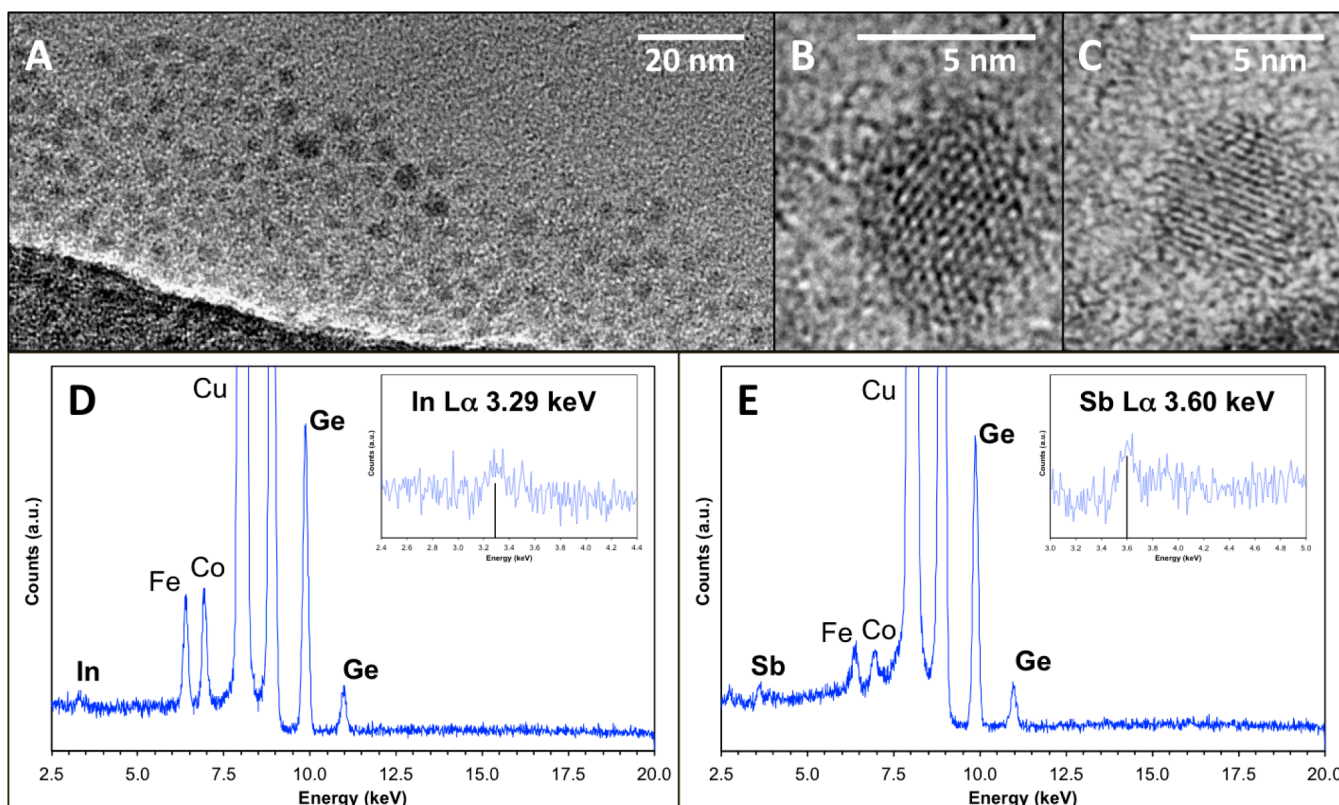 A
20 nm
B
5 nm
C
5 nm
D
Cu
In Lα 3.29 keV
Counts (a.u.)
2.4 2.6 2.8 3.0 3.2 3.4 3.6 3.8 4.0 4.2 4.4
Energy (keV)
Ge
Fe
Co
In
Ge
Counts (a.u.)
2.5 5.0 7.5 10.0 12.5 15.0 17.5 20.0
Energy (keV)
E
Cu
Sb Lα 3.60 keV
Counts (a.u.)
3.0 3.2 3.4 3.6 3.8 4.0 4.2 4.4 4.6 4.8 5.0
Energy (keV)
Ge
Fe
Co
Sb
Ge
Counts (a.u.)
2.5 5.0 7.5 10.0 12.5 15.0 17.5 20.0
Energy (keV)